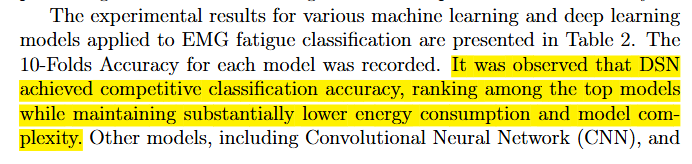 The experimental results for various machine learning and deep learning
models applied to EMG fatigue classification are presented in Table 2. The
10-Folds Accuracy for each model was recorded. It was observed that DSN
achieved competitive classification accuracy, ranking among the top models
while maintaining substantially lower energy consumption and model com-
plexity. Other models, including Convolutional Neural Network (CNN), and